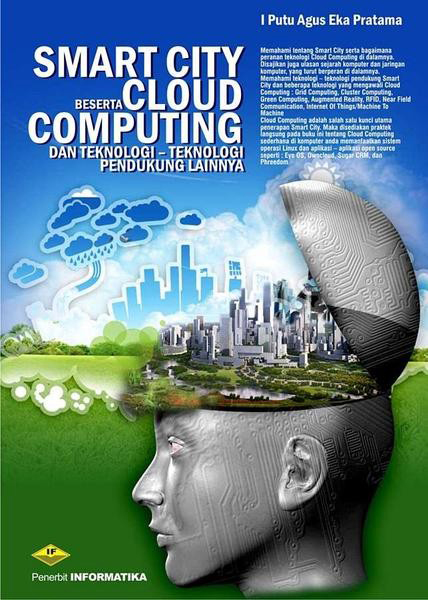 I Putu Agus Eka Pratama
SMART CITY
BESERTA CLOUD
COMPUTING
DAN TEKNOLOGI – TEKNOLOGI
PENDUKUNG LAINNYA
Memahami tentang Smart City serta bagaimana
peranan teknologi Cloud Computing di dalamnya.
Disajikan juga ulasan sejarah komputer dan jaringan
komputer, yang turut berperan di dalamnya.
Memahami teknologi – teknologi pendukung Smart
City dan beberapa teknologi yang mengawali Cloud
Computing : Grid Computing, Cluster Computing,
Green Computing, Augmented Reality, RFID, Near Field
Communication, Internet Of Things/Machine To
Machine
Cloud Computing adalah salah satu kunci utama
penerapan Smart City. Maka disediakan praktek
langsung pada buku ini tentang Cloud Computing
sederhana di komputer anda memanfaatkan sistem
operasi Linux dan aplikasi – aplikasi open source
seperti : Eye OS, Owncloud, Sugar CRM, dan
Phreedom.
IF
Penerbit INFORMATIKA